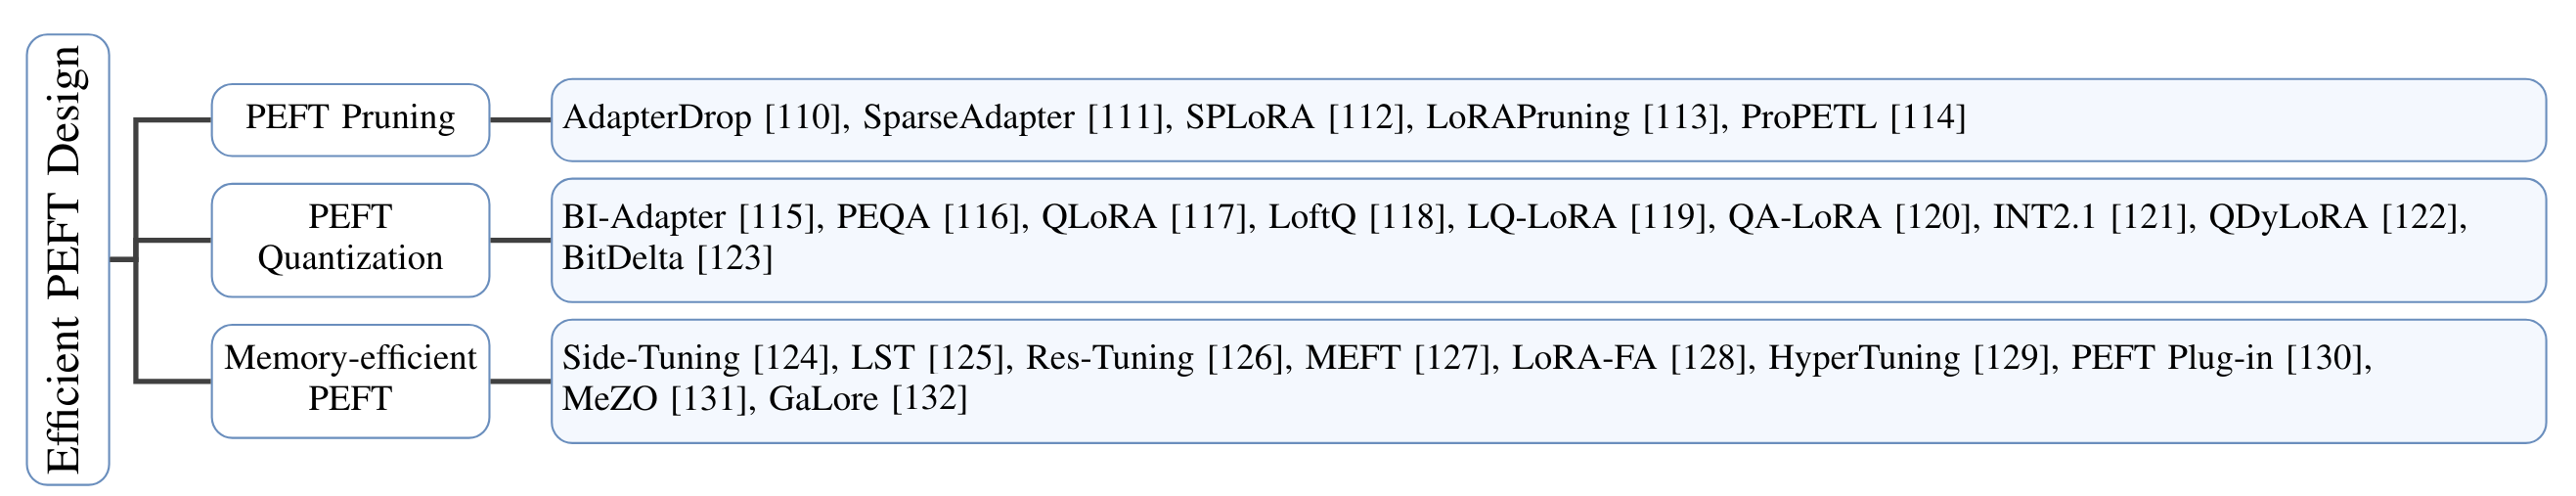 Efficient PEFT Design
PEFT Pruning
AdapterDrop [110], SparseAdapter [111], SPLoRA [112], LoRAPruning [113], ProPETL [114]
PEFT
Quantization
BI-Adapter [115], PEQA [116], QLoRA [117], LoftQ [118], LQ-LoRA [119], QA-LoRA [120], INT2.1 [121], QDyLoRA [122],
BitDelta [123]
Memory-efficient
PEFT
Side-Tuning [124], LST [125], Res-Tuning [126], MEFT [127], LoRA-FA [128], HyperTuning [129], PEFT Plug-in [130],
MeZO [131], GaLore [132]